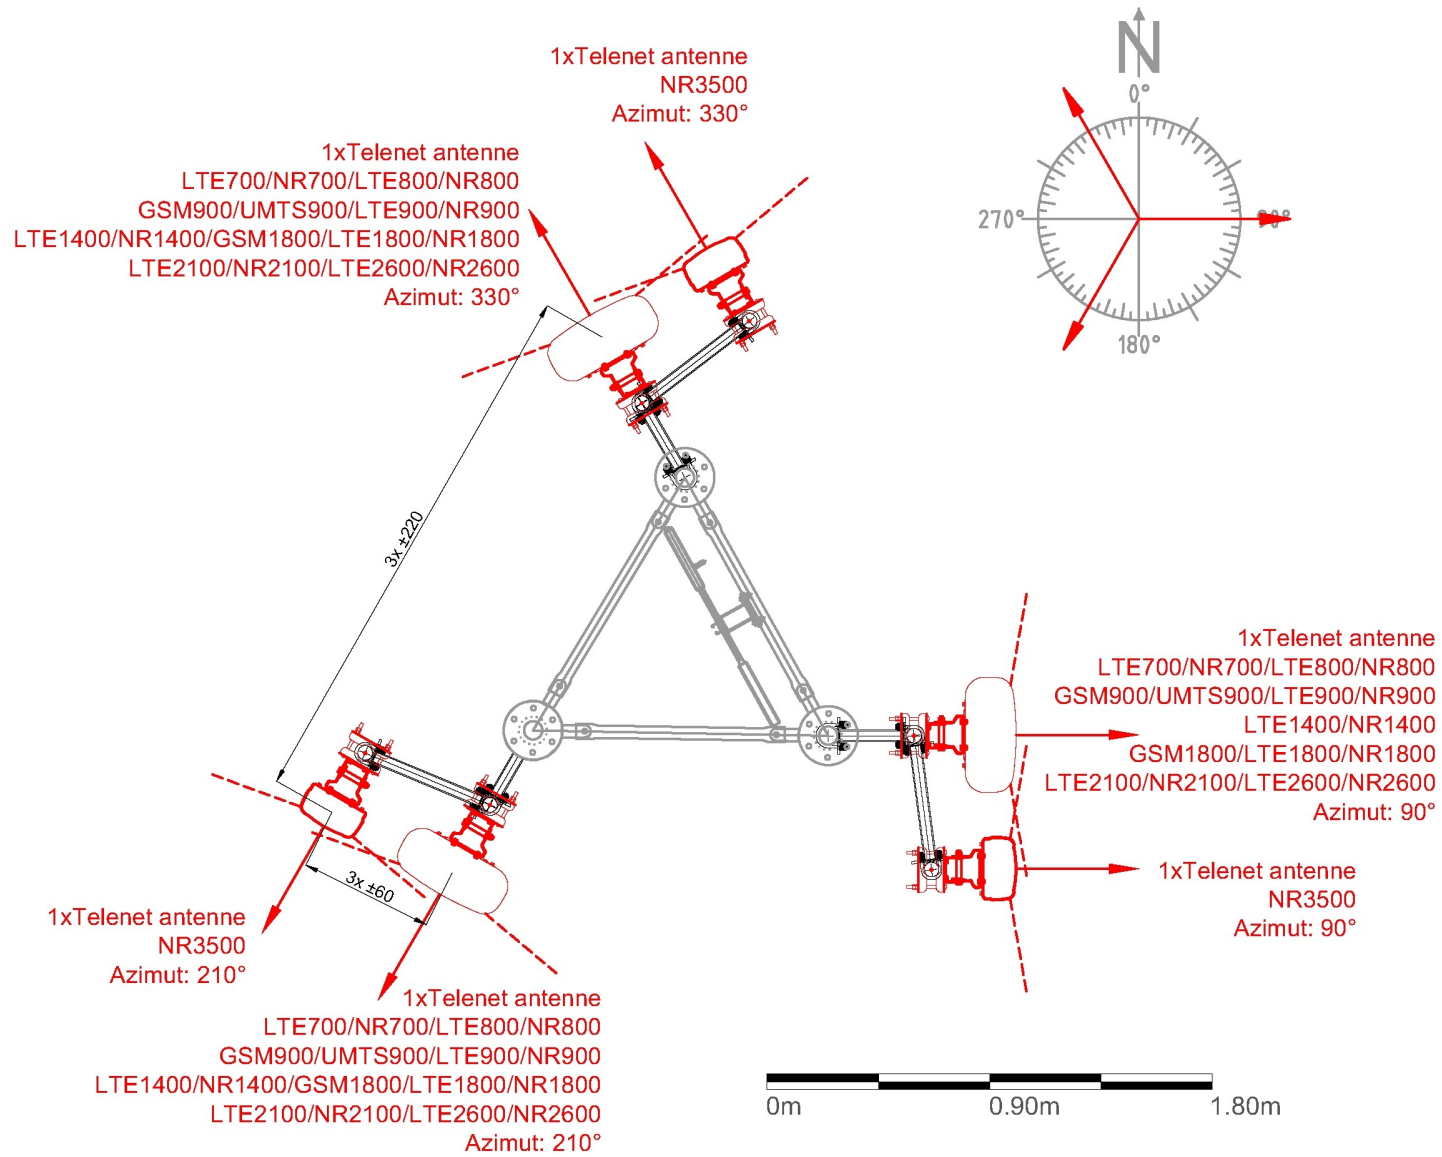 1xTelenet antenne
NR3500
Azimut: 330°
N
0°
90°
180°
270°
1xTelenet antenne
LTE700/NR700/LTE800/NR800
GSM900/UMTS900/LTE900/NR900
LTE1400/NR1400/GSM1800/LTE1800/NR1800
LTE2100/NR2100/LTE2600/NR2600
Azimut: 330°
3x ±220
1xTelenet antenne
LTE700/NR700/LTE800/NR800
GSM900/UMTS900/LTE900/NR900
LTE1400/NR1400
GSM1800/LTE1800/NR1800
LTE2100/NR2100/LTE2600/NR2600
Azimut: 90°
1xTelenet antenne
NR3500
Azimut: 90°
3x ±60
1xTelenet antenne
NR3500
Azimut: 210°
1xTelenet antenne
LTE700/NR700/LTE800/NR800
GSM900/UMTS900/LTE900/NR900
LTE1400/NR1400/GSM1800/LTE1800/NR1800
LTE2100/NR2100/LTE2600/NR2600
Azimut: 210°
0m
0.90m
1.80m